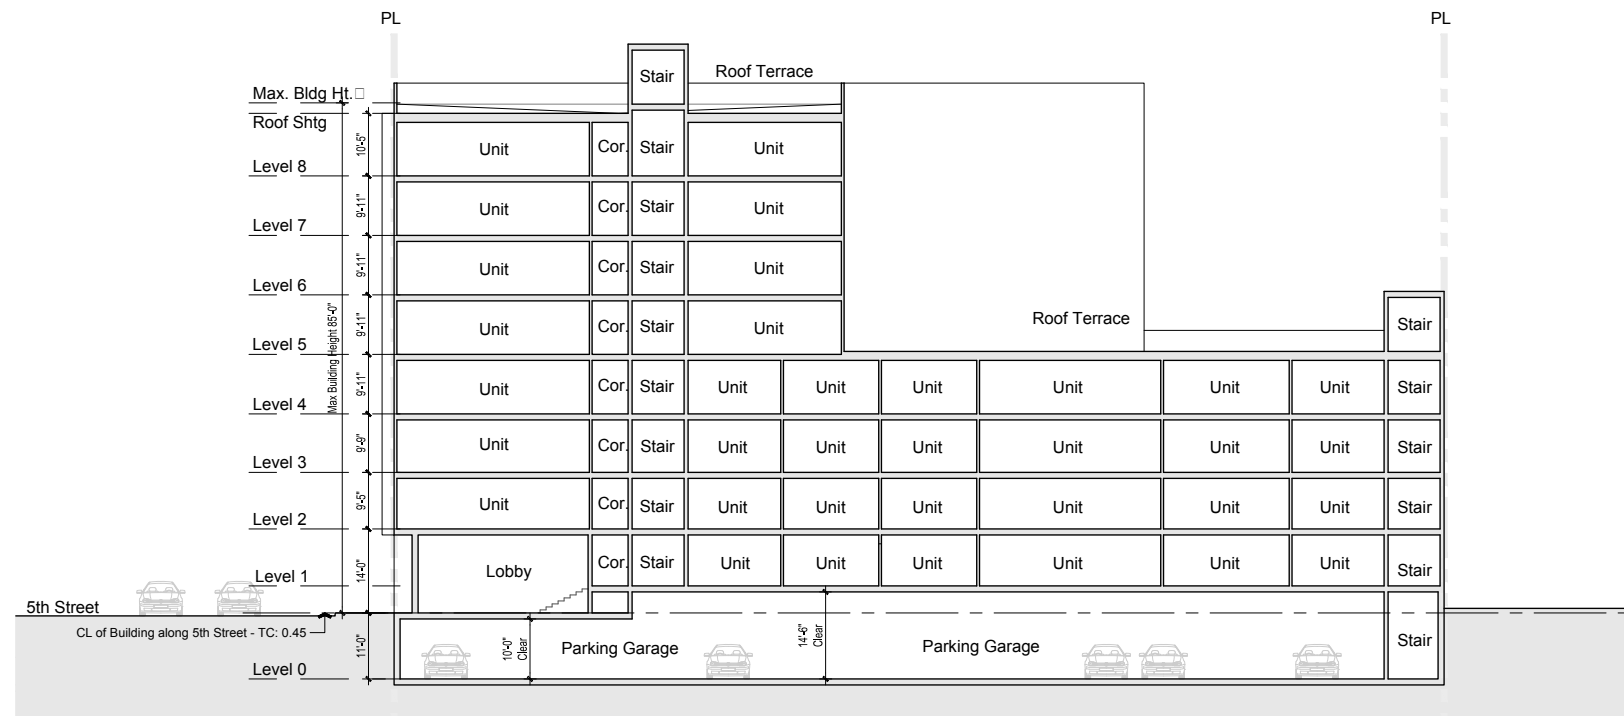 PL
PL
Stair
Roof Terrace
Max. Bldg Ht.□
Roof Shtg
10'-5"
Unit
Cor.
Stair
Unit
Level 8
9'-11"
Unit
Cor.
Stair
Unit
Level 7
9'-11"
Unit
Cor.
Stair
Unit
Level 6
Max Building Height 85'-0"
9'-11"
Unit
Cor.
Stair
Unit
Roof Terrace
Stair
Level 5
9'-11"
Unit
Cor.
Stair
Unit
Unit
Unit
Unit
Unit
Unit
Stair
Level 4
9'-9"
Unit
Cor.
Stair
Unit
Unit
Unit
Unit
Unit
Unit
Stair
Level 3
9'-5"
Unit
Cor.
Stair
Unit
Unit
Unit
Unit
Unit
Unit
Stair
Level 2
14'-0"
Lobby
Cor.
Stair
Unit
Unit
Unit
Unit
Unit
Unit
Stair
Level 1
5th Street
CL of Building along 5th Street - TC: 0.45
11'-0"
10'-0"
Clear
Parking Garage
14'-6"
Clear
Parking Garage
Stair
Level 0